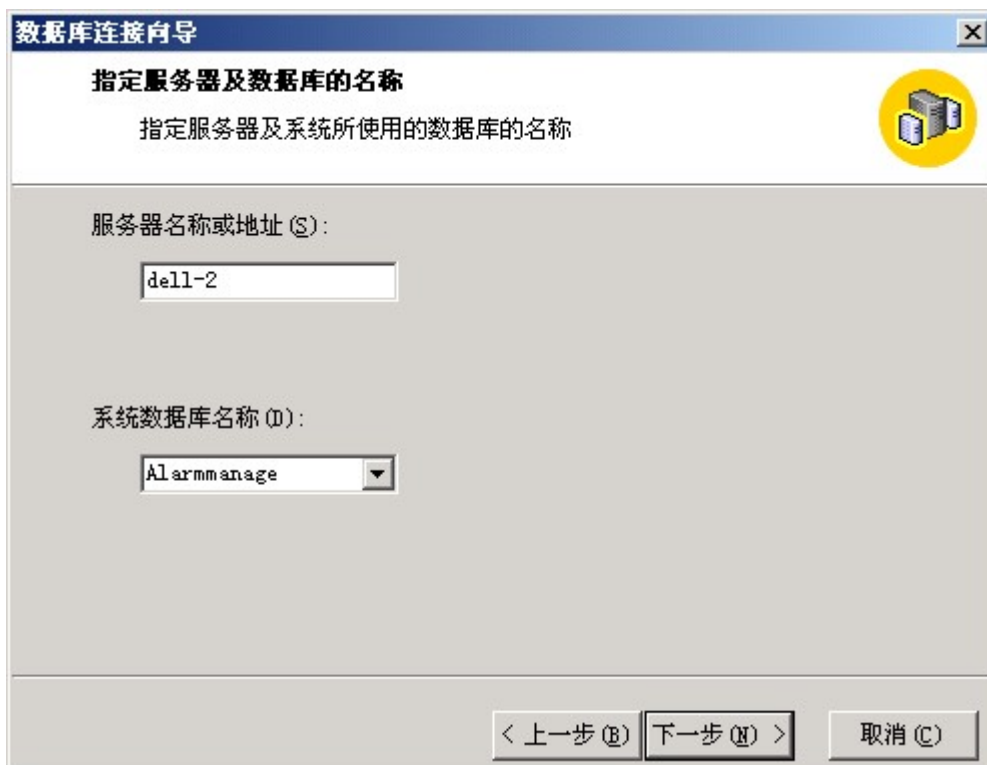 数据库连接向导
指定服务器及数据库的名称
指定服务器及系统所使用的数据库的名称
服务器名称或地址(S):
dell-2
系统数据库名称(D):
Alarmmanage
< 上一步(B) 下一步(N) > 取消(C)